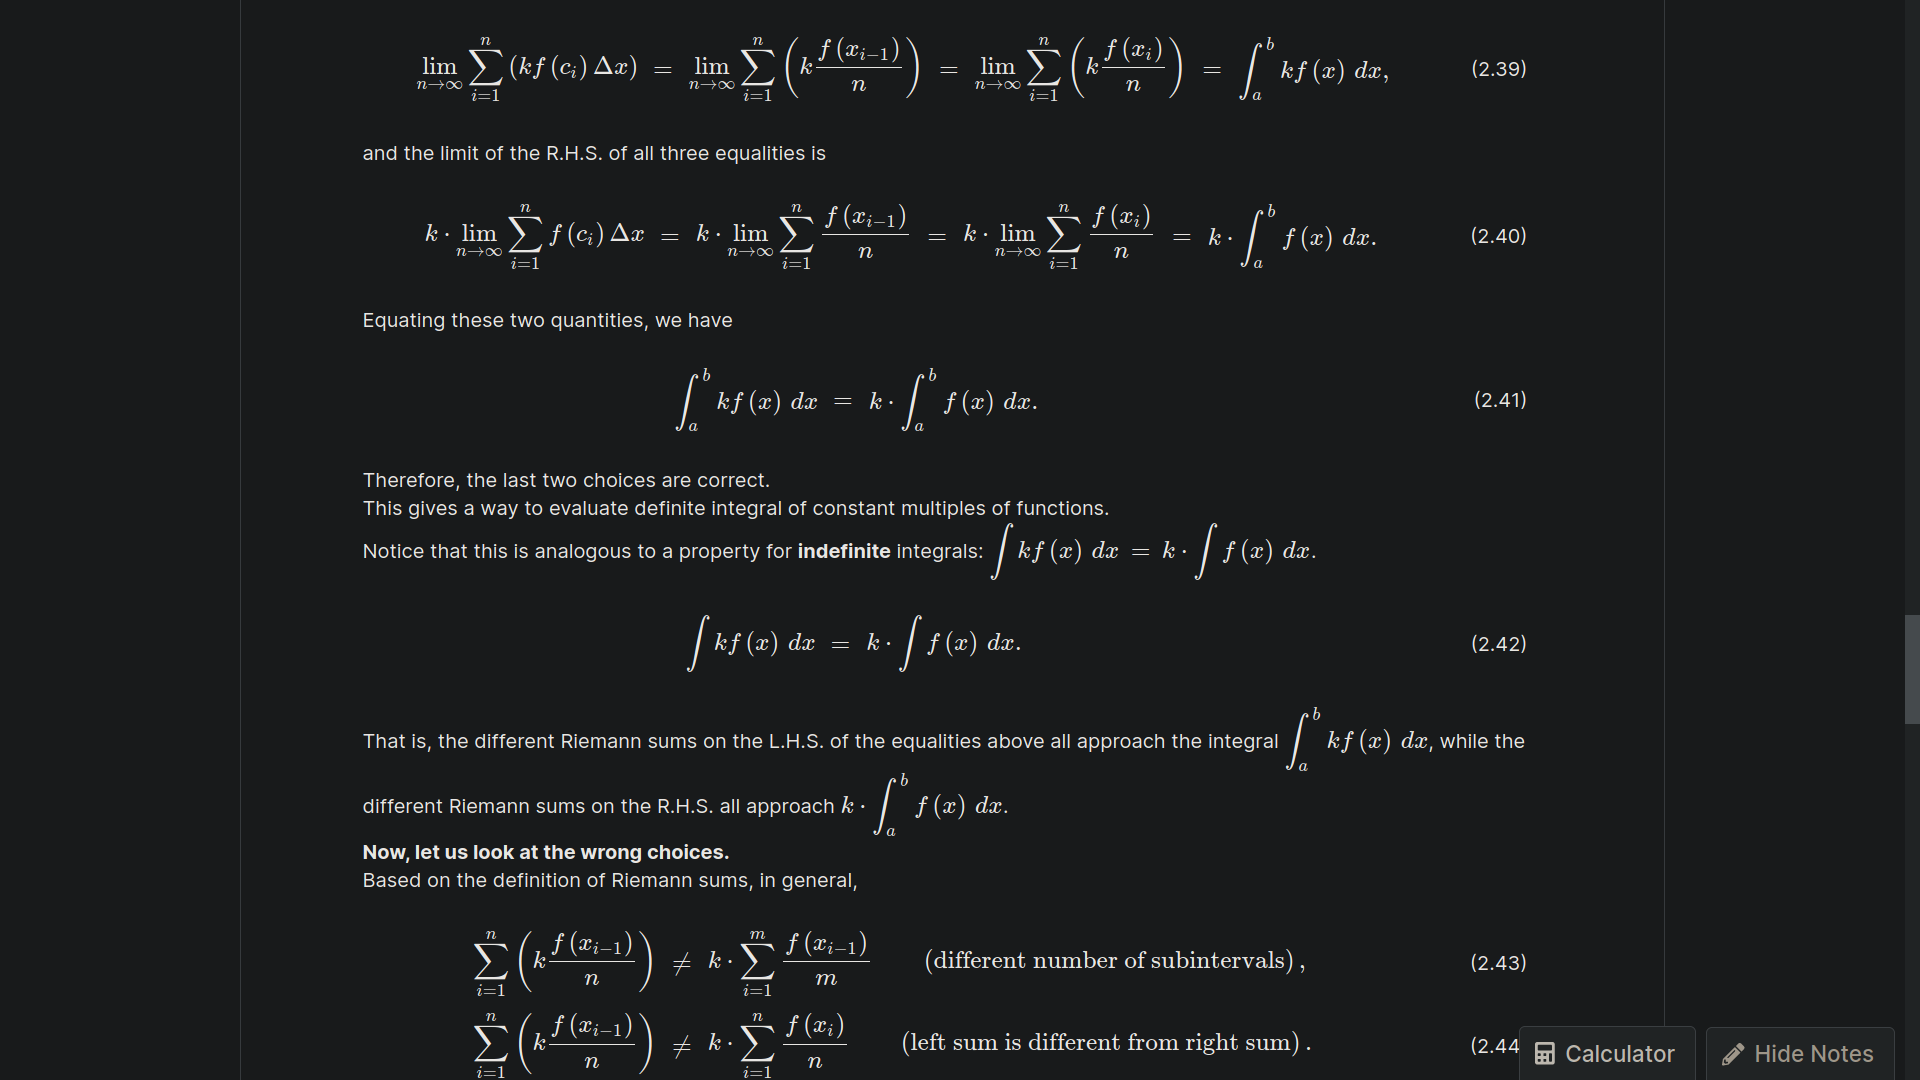 $\lim_{n\to\infty}\sum_{i=1}^{n}(kf(c_i)\,\Delta x) = \lim_{n\to\infty}\sum_{i=1}^{n}\left(k\frac{f(x_{i-1})}{n}\right) = \lim_{n\to\infty}\sum_{i=1}^{n}\left(k\frac{f(x_i)}{n}\right) = \int_a^b kf(x)\,dx,$ (2.39)
and the limit of the R.H.S. of all three equalities is
$k\cdot\lim_{n\to\infty}\sum_{i=1}^{n}f(c_i)\,\Delta x = k\cdot\lim_{n\to\infty}\sum_{i=1}^{n}\frac{f(x_{i-1})}{n} = k\cdot\lim_{n\to\infty}\sum_{i=1}^{n}\frac{f(x_i)}{n} = k\cdot\int_a^b f(x)\,dx.$ (2.40)
Equating these two quantities, we have
$\int_a^b kf(x)\,dx = k\cdot\int_a^b f(x)\,dx.$ (2.41)
Therefore, the last two choices are correct.
This gives a way to evaluate definite integral of constant multiples of functions.
Notice that this is analogous to a property for indefinite integrals: $\int kf(x)\,dx = k\cdot\int f(x)\,dx.$
$\int kf(x)\,dx = k\cdot\int f(x)\,dx.$ (2.42)
That is, the different Riemann sums on the L.H.S. of the equalities above all approach the integral $\int_a^b kf(x)\,dx$, while the
different Riemann sums on the R.H.S. all approach $k\cdot\int_a^b f(x)\,dx.$
Now, let us look at the wrong choices.
Based on the definition of Riemann sums, in general,
$\sum_{i=1}^{n}\left(k\frac{f(x_{i-1})}{n}\right) \neq k\cdot\sum_{i=1}^{m}\frac{f(x_{i-1})}{m}$ (different number of subintervals), (2.43)
$\sum_{i=1}^{n}\left(k\frac{f(x_{i-1})}{n}\right) \neq k\cdot\sum_{i=1}^{n}\frac{f(x_i)}{n}$ (left sum is different from right sum). (2.44
Calculator
Hide Notes